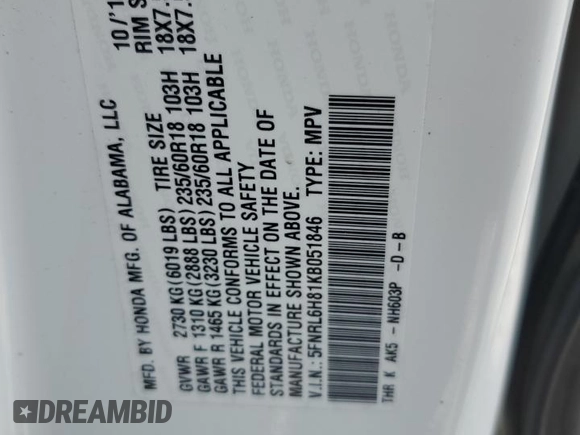 MFD. BY HONDA MFG. OF ALABAMA, LLC 10/'1
GVWR 2730 KG(6019 LBS) TIRE SIZE RIM S
GAWR F 1310 KG(2888 LBS)235/60R18 103H 18X7.
GAWR R 1465 KG(3230 LBS)235/60R18 103H 18X7.
THIS VEHICLE CONFORMS TO ALL APPLICABLE
FEDERAL MOTOR VEHICLE SAFETY
STANDARDS IN EFFECT ON THE DATE OF
MANUFACTURE SHOWN ABOVE.
V.I.N.: 5FNRL6H81KB051846 TYPE: MPV
THR K AK5 - NH603P -D-B
DREAMBID